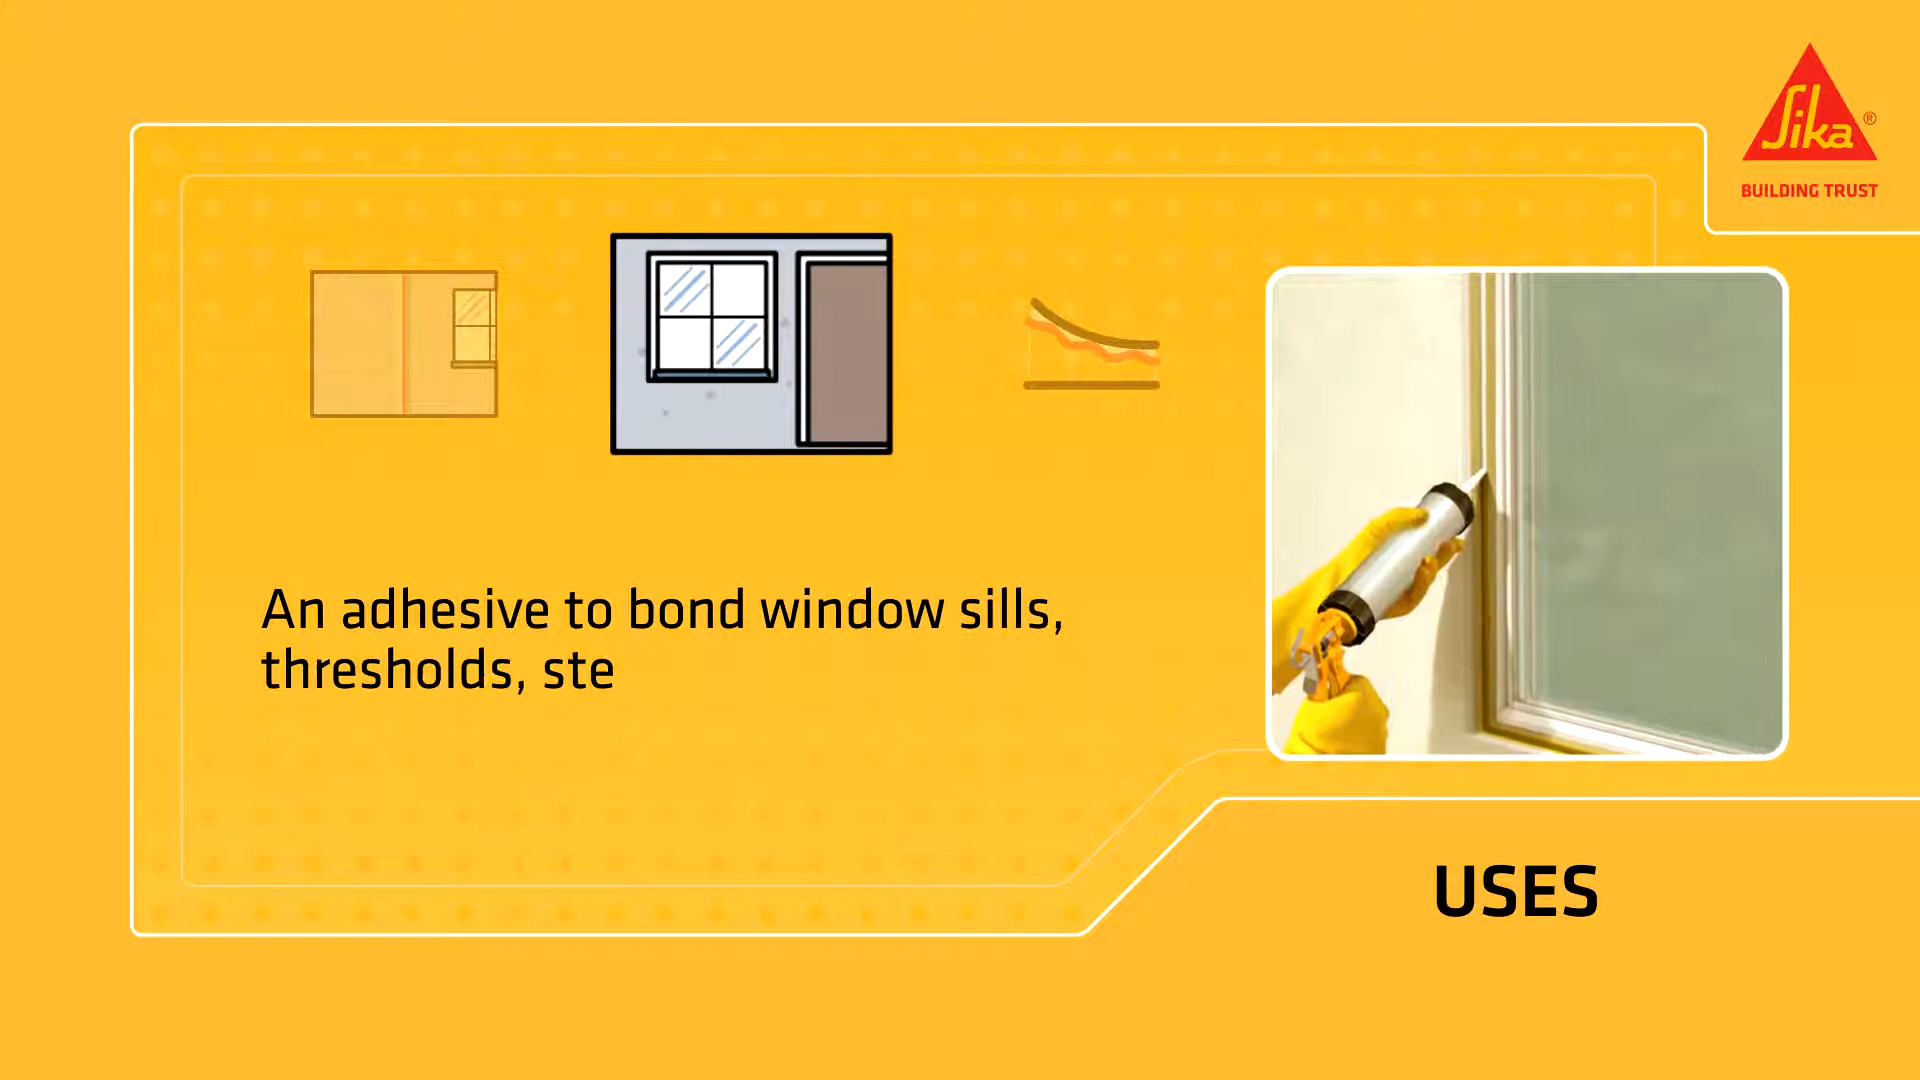 Sika®
BUILDING TRUST
An adhesive to bond window sills,
thresholds, ste
USES